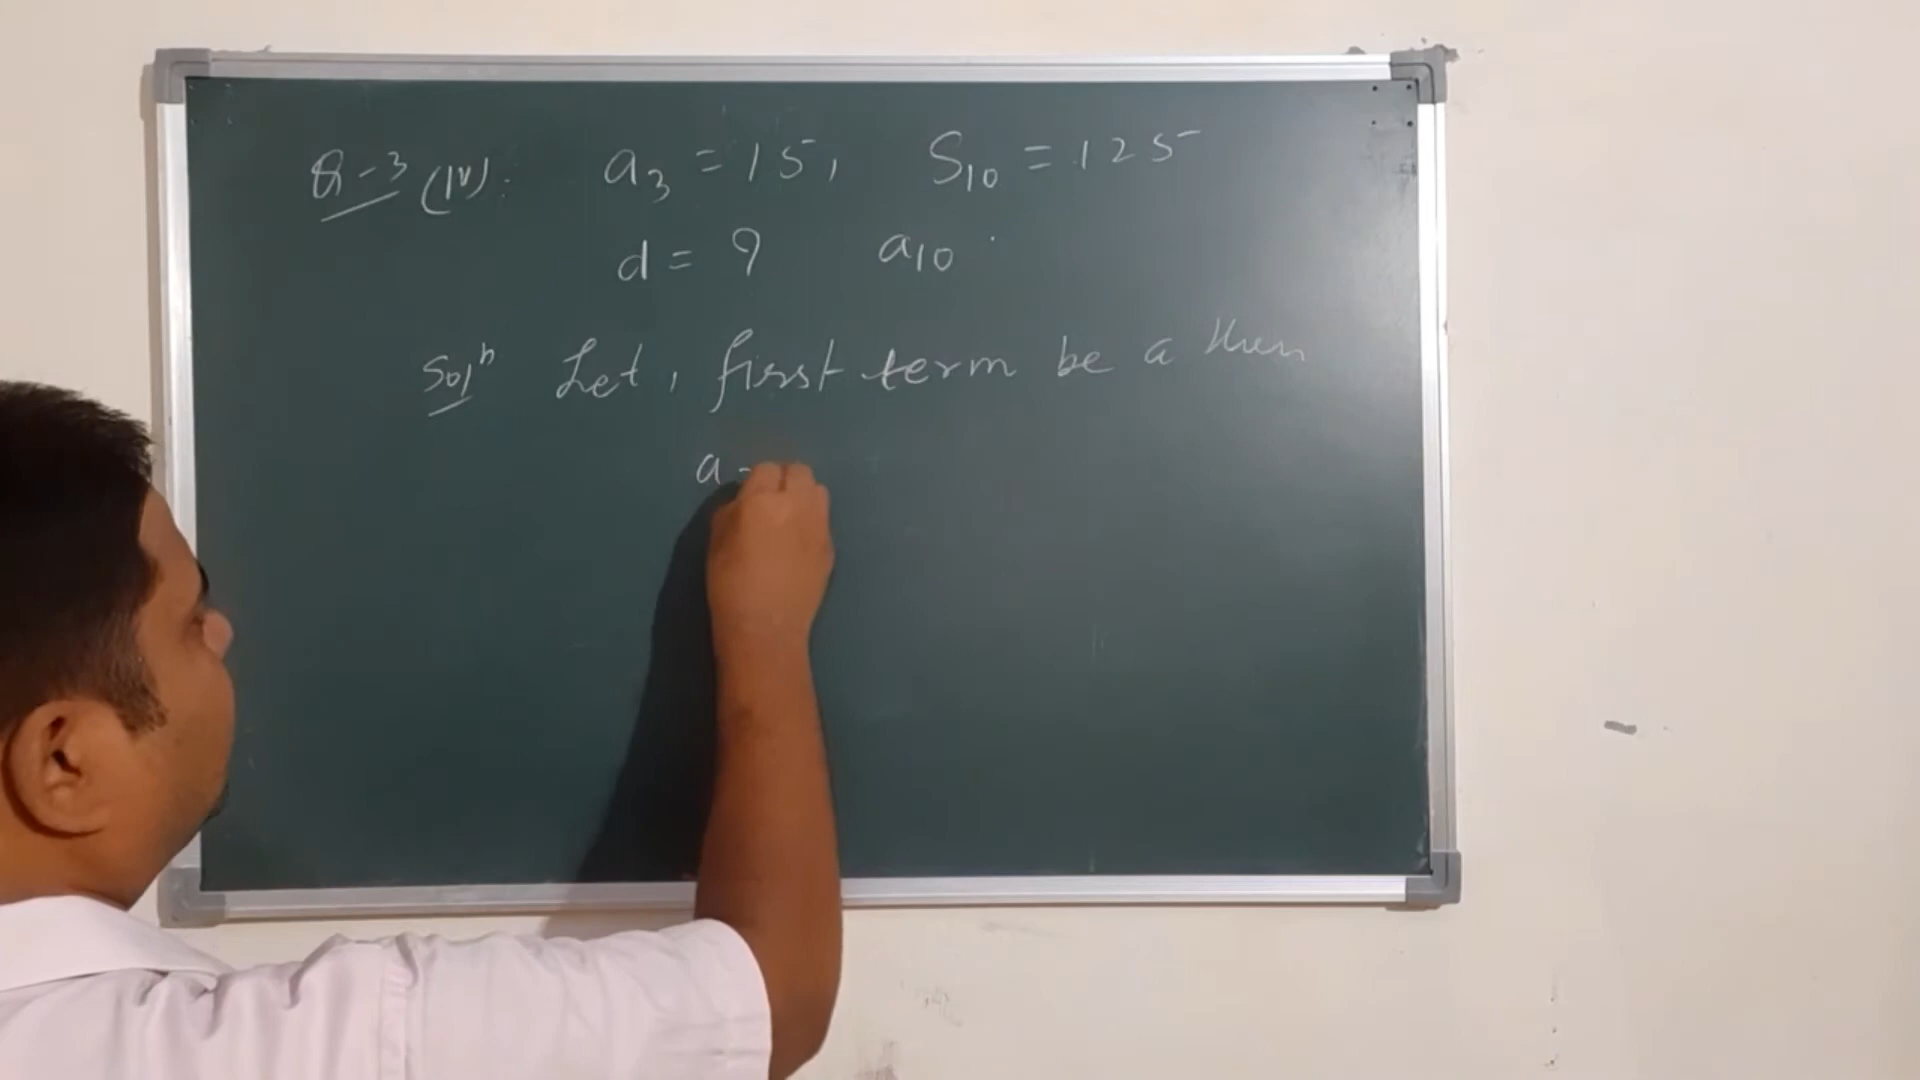 Q-3 (iv): a₃ = 15, S₁₀ = 125
d = ? a₁₀
Solⁿ Let, first term be a then
a